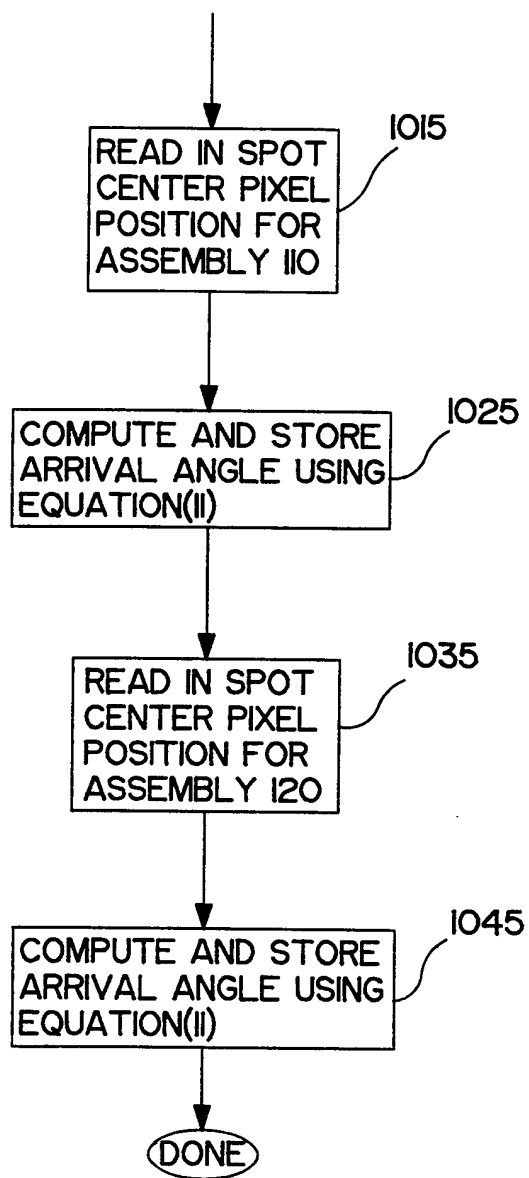 1015
READ IN SPOT
CENTER PIXEL
POSITION FOR
ASSEMBLY 110
1025
COMPUTE AND STORE
ARRIVAL ANGLE USING
EQUATION(11)
1035
READ IN SPOT
CENTER PIXEL
POSITION FOR
ASSEMBLY 120
1045
COMPUTE AND STORE
ARRIVAL ANGLE USING
EQUATION(11)
DONE